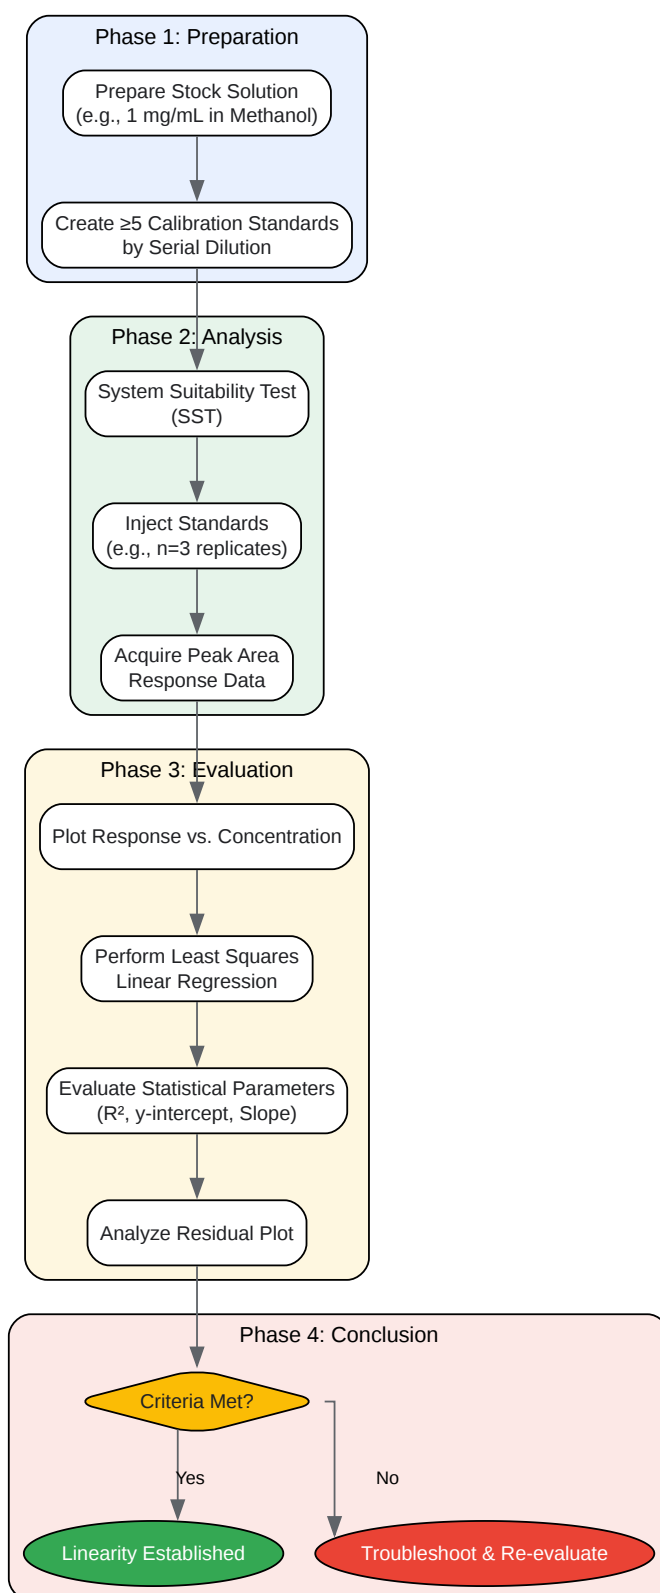 Phase 1: Preparation
Prepare Stock Solution
(e.g., 1 mg/mL in Methanol)
Create ≥5 Calibration Standards
by Serial Dilution
Phase 2: Analysis
System Suitability Test
(SST)
Inject Standards
(e.g., n=3 replicates)
Acquire Peak Area
Response Data
Phase 3: Evaluation
Plot Response vs. Concentration
Perform Least Squares
Linear Regression
Evaluate Statistical Parameters
(R², y-intercept, Slope)
Analyze Residual Plot
Phase 4: Conclusion
Criteria Met?
Yes
No
Linearity Established
Troubleshoot & Re-evaluate